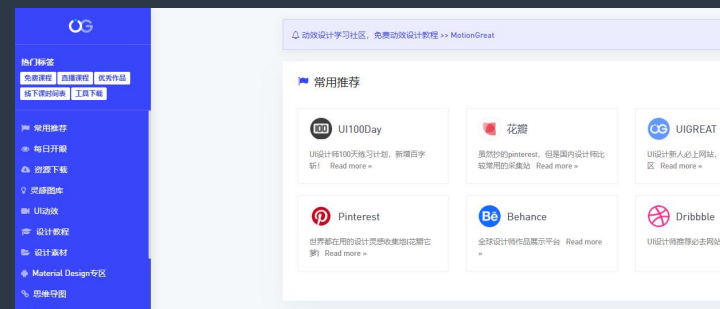 UG
热门标签
免费课程 直播课程 优秀作品
线下课时间表 工具下载
常用推荐
每日开眼
资源下载
灵感图库
UI动效
设计教程
设计素材
Material Design专区
思维导图
动效设计学习社区，免费动效设计教程 >> MotionGreat
常用推荐
100
UI100Day
UI设计师100天练习计划，新增百字
斩！ Read more »
花瓣
虽然抄的pinterest，但是国内设计师比
较常用的采集站 Read more »
UG
UIGREAT
UI设计新人必上网站，
区 Read more »
Pinterest
世界都在用的设计灵感收集地(花瓣它
爹) Read more »
Bē
Behance
全球设计师作品展示平台 Read more
»
Dribbble
UI设计师推荐必去网站